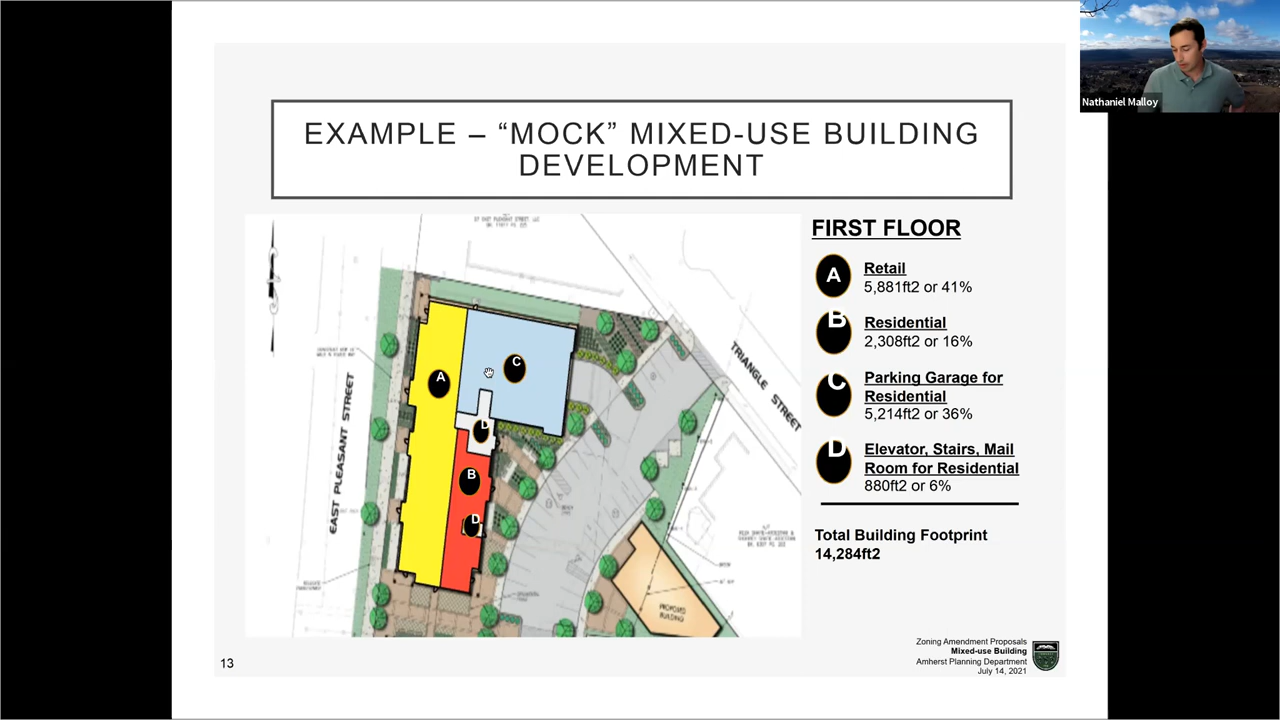 Nathaniel Malloy
EXAMPLE – “MOCK” MIXED-USE BUILDING
DEVELOPMENT
EAST PLEASANT STREET
TRIANGLE STREET
A
C
D
B
D
PROPOSED
BUILDING
FIRST FLOOR
A
Retail
5,881ft2 or 41%
B
Residential
2,308ft2 or 16%
C
Parking Garage for
Residential
5,214ft2 or 36%
D
Elevator, Stairs, Mail
Room for Residential
880ft2 or 6%
Total Building Footprint
14,284ft2
13
Zoning Amendment Proposals
Mixed-use Building
Amherst Planning Department
July 14, 2021